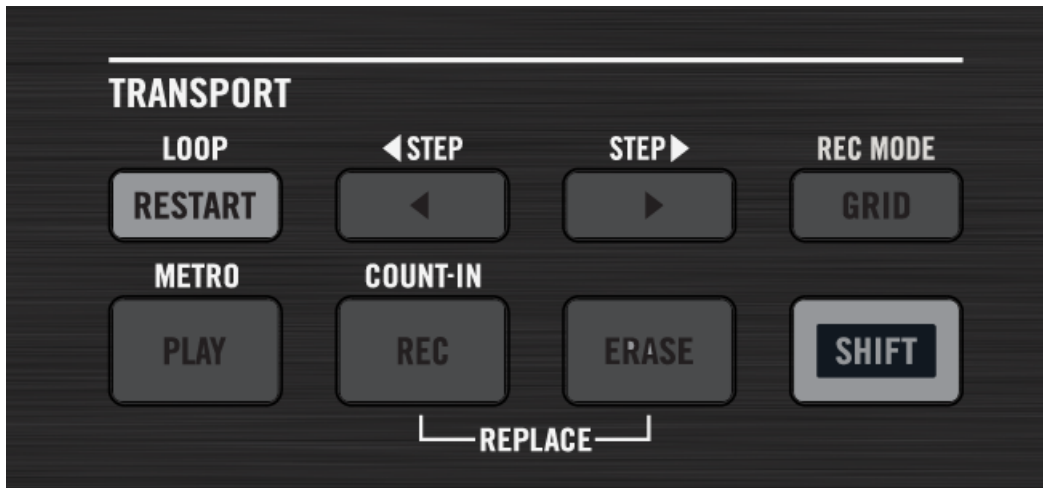 TRANSPORT
LOOP ◀STEP STEP▶ REC MODE
RESTART ◀ ▶ GRID
METRO COUNT-IN
PLAY REC ERASE SHIFT
REPLACE